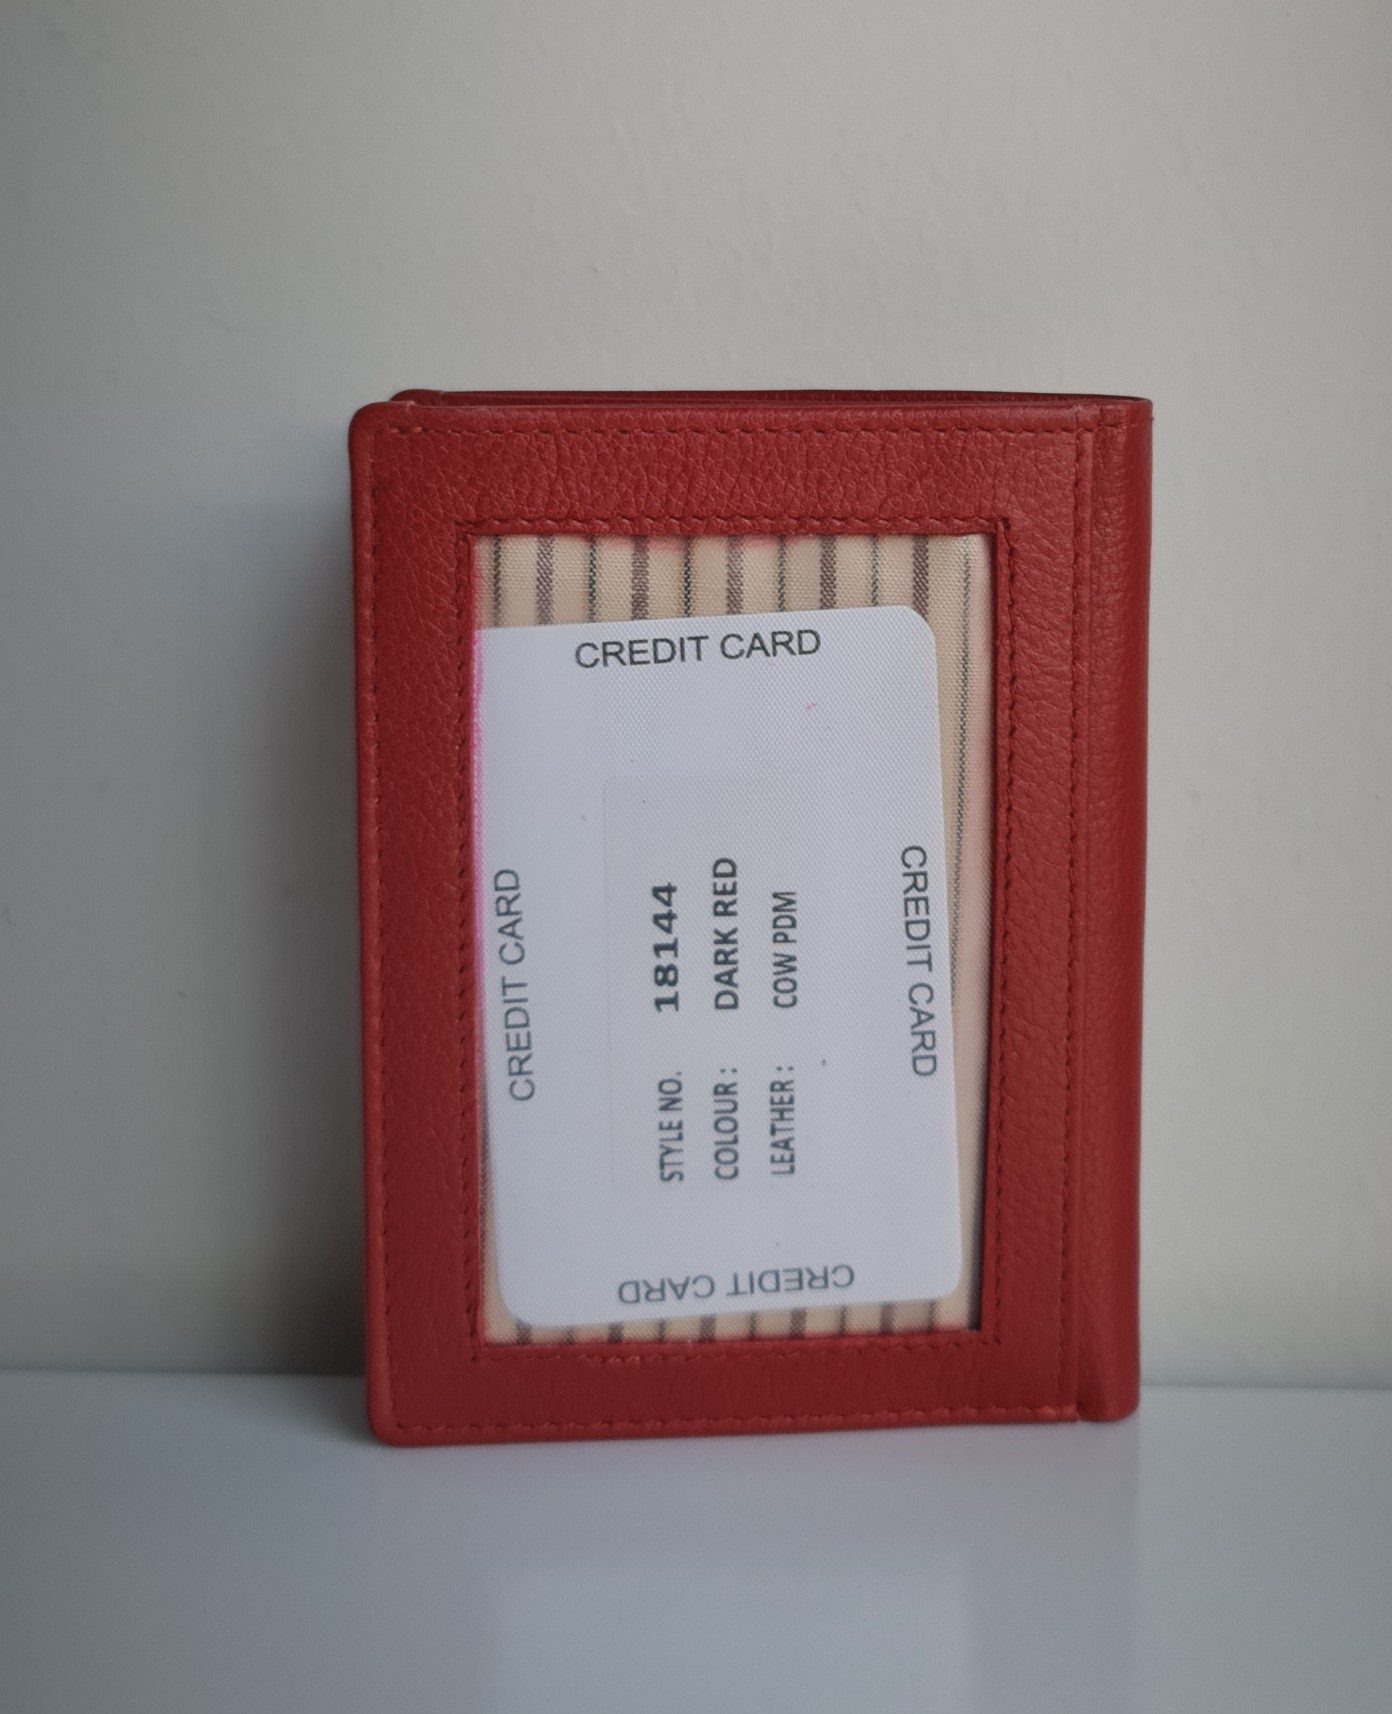 CREDIT CARD
CREDIT CARD
STYLE NO. 18144
COLOUR : DARK RED
LEATHER : COW PDM
CREDIT CARD
CREDIT CARD